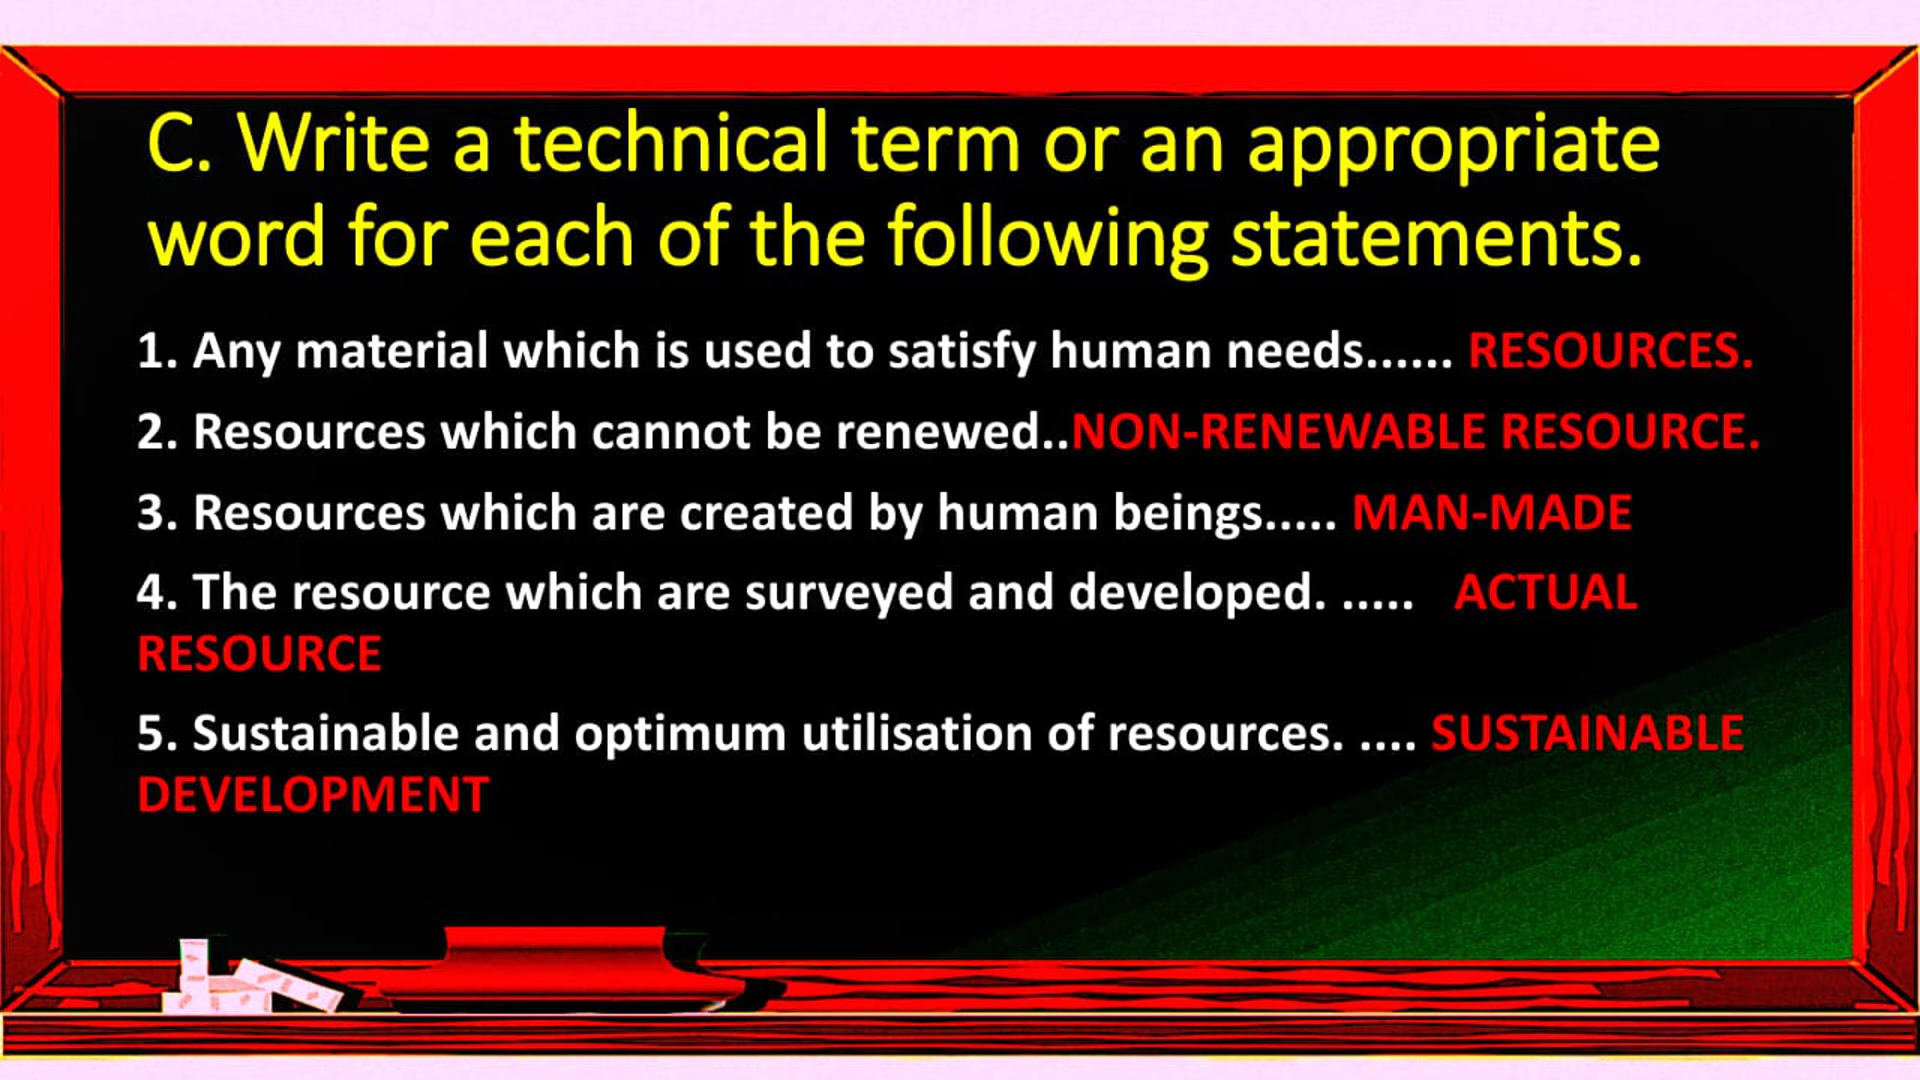 C. Write a technical term or an appropriate
word for each of the following statements.
1. Any material which is used to satisfy human needs...... RESOURCES.
2. Resources which cannot be renewed..NON-RENEWABLE RESOURCE.
3. Resources which are created by human beings..... MAN-MADE
4. The resource which are surveyed and developed. ..... ACTUAL
RESOURCE
5. Sustainable and optimum utilisation of resources. .... SUSTAINABLE
DEVELOPMENT